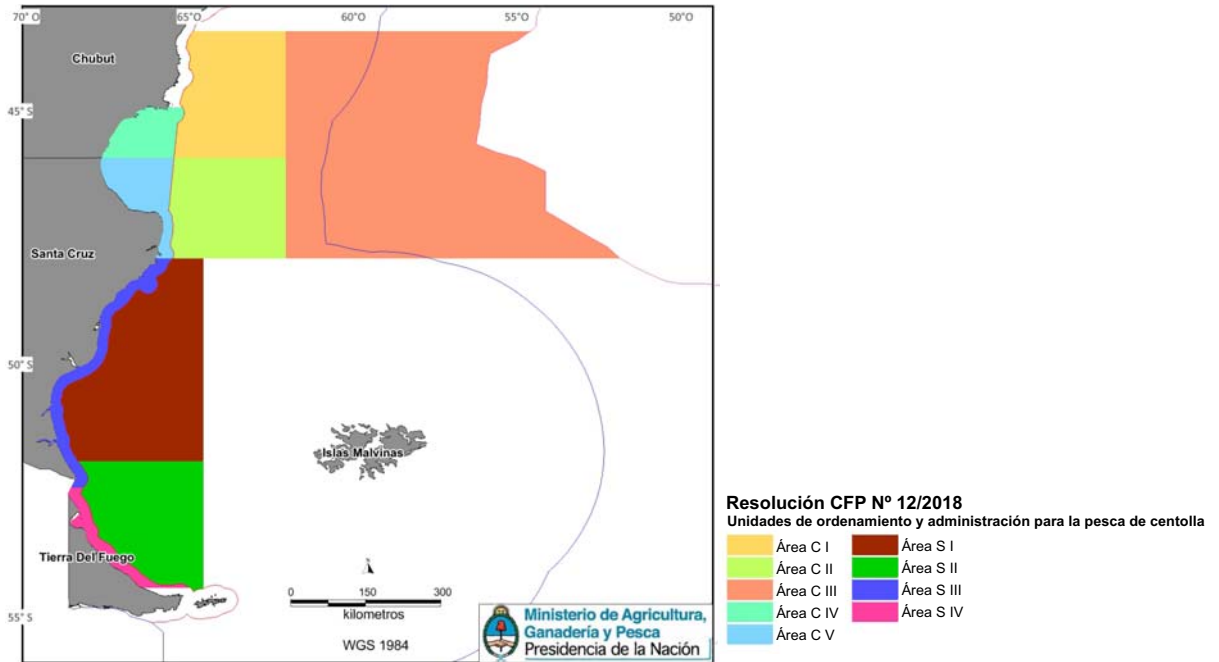 70° O
65°O
60°O
55°O
50°O
Chubut
45° S
Santa Cruz
50° S
Islas Malvinas
Tierra Del Fuego
0 150 300
kilometros
WGS 1984
55°S
Ministerio de Agricultura,
Ganadería y Pesca
Presidencia de la Nación
Resolución CFP Nº 12/2018
Unidades de ordenamiento y administración para la pesca de centolla
Área C I
Área S I
Área C II
Área S II
Área C III
Área S III
Área C IV
Área S IV
Área C V